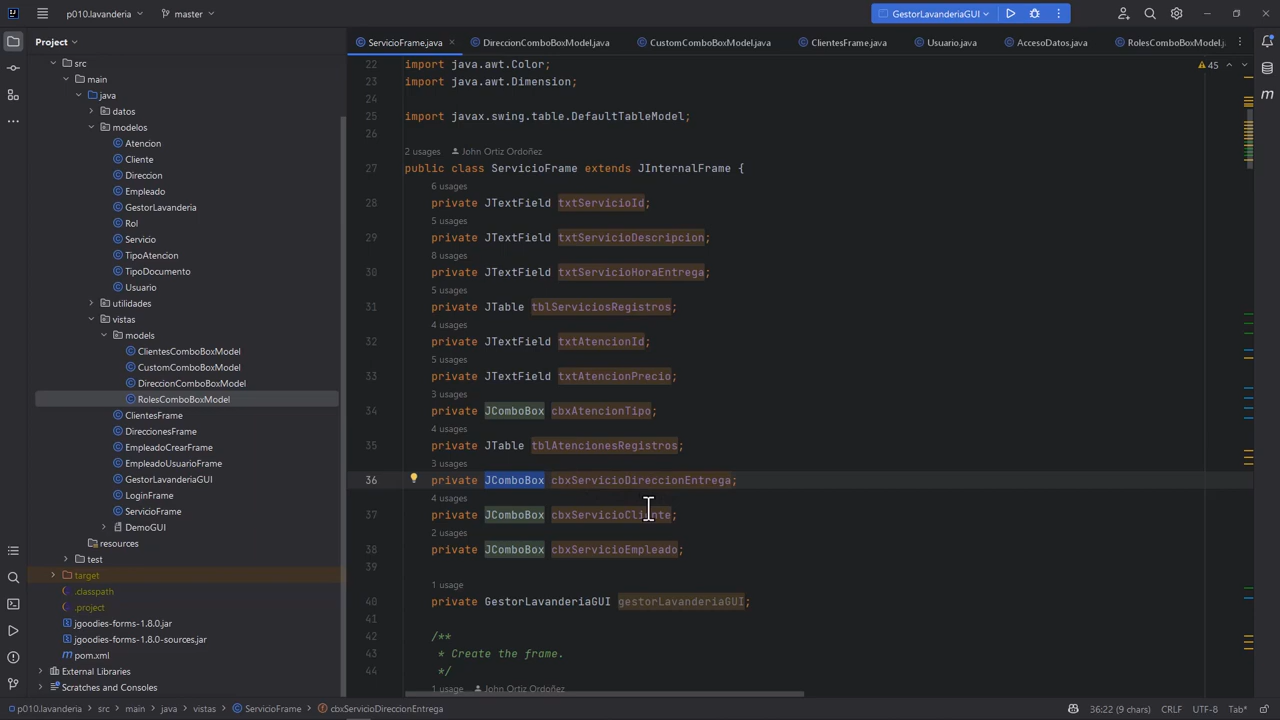 p010.lavanderia
master
GestorLavanderiaGUI
Project
src
main
java
datos
modelos
Atencion
Cliente
Direccion
Empleado
GestorLavanderia
Rol
Servicio
TipoAtencion
TipoDocumento
Usuario
utilidades
vistas
models
ClientesComboBoxModel
CustomComboBoxModel
DireccionComboBoxModel
RolesComboBoxModel
ClientesFrame
DireccionesFrame
EmpleadoCrearFrame
EmpleadoUsuarioFrame
GestorLavanderiaGUI
LoginFrame
ServicioFrame
DemoGUI
resources
test
target
.classpath
.project
jgoodies-forms-1.8.0.jar
jgoodies-forms-1.8.0-sources.jar
pom.xml
External Libraries
Scratches and Consoles
ServicioFrame.java
DireccionComboBoxModel.java
CustomComboBoxModel.java
ClientesFrame.java
Usuario.java
AccesoDatos.java
RolesComboBoxModel.j
45
22 import java.awt.Color;
23 import java.awt.Dimension;
24
25 import javax.swing.table.DefaultTableModel;
26
2 usages John Ortiz Ordoñez
27 public class ServicioFrame extends JInternalFrame {
6 usages
28 private JTextField txtServicioId;
5 usages
29 private JTextField txtServicioDescripcion;
8 usages
30 private JTextField txtServicioHoraEntrega;
5 usages
31 private JTable tblServiciosRegistros;
4 usages
32 private JTextField txtAtencionId;
5 usages
33 private JTextField txtAtencionPrecio;
3 usages
34 private JComboBox cbxAtencionTipo;
4 usages
35 private JTable tblAtencionesRegistros;
3 usages
36 private JComboBox cbxServicioDireccionEntrega;
4 usages
37 private JComboBox cbxServicioCliente;
2 usages
38 private JComboBox cbxServicioEmpleado;
39
1 usage
40 private GestorLavanderiaGUI gestorLavanderiaGUI;
41
42 /**
43 * Create the frame.
44 */
1 usage John Ortiz Ordoñez
p010.lavanderia > src > main > java > vistas > ServicioFrame > cbxServicioDireccionEntrega
36:22 (9 chars) CRLF UTF-8 Tab*